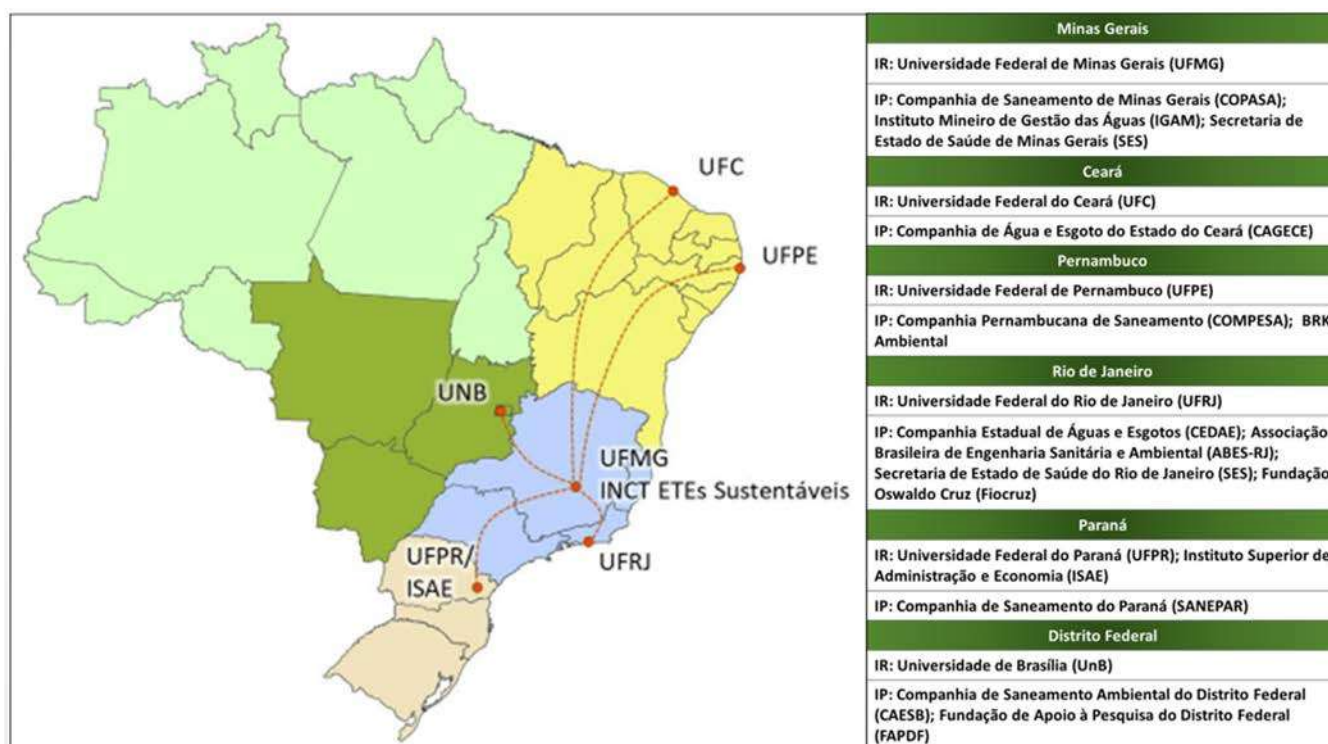 UFC
UFPE
UNB
UFMG
INCT ETEs Sustentáveis
UFRJ
UFPR/
ISAE
Minas Gerais
IR: Universidade Federal de Minas Gerais (UFMG)
IP: Companhia de Saneamento de Minas Gerais (COPASA);
Instituto Mineiro de Gestão das Águas (IGAM); Secretaria de
Estado de Saúde de Minas Gerais (SES)
Ceará
IR: Universidade Federal do Ceará (UFC)
IP: Companhia de Água e Esgoto do Estado do Ceará (CAGECE)
Pernambuco
IR: Universidade Federal de Pernambuco (UFPE)
IP: Companhia Pernambucana de Saneamento (COMPESA); BRK
Ambiental
Rio de Janeiro
IR: Universidade Federal do Rio de Janeiro (UFRJ)
IP: Companhia Estadual de Águas e Esgotos (CEDAE); Associação
Brasileira de Engenharia Sanitária e Ambiental (ABES-RJ);
Secretaria de Estado de Saúde do Rio de Janeiro (SES); Fundação
Oswaldo Cruz (Fiocruz)
Paraná
IR: Universidade Federal do Paraná (UFPR); Instituto Superior de
Administração e Economia (ISAE)
IP: Companhia de Saneamento do Paraná (SANEPAR)
Distrito Federal
IR: Universidade de Brasília (UnB)
IP: Companhia de Saneamento Ambiental do Distrito Federal
(CAESB); Fundação de Apoio à Pesquisa do Distrito Federal
(FAPDF)